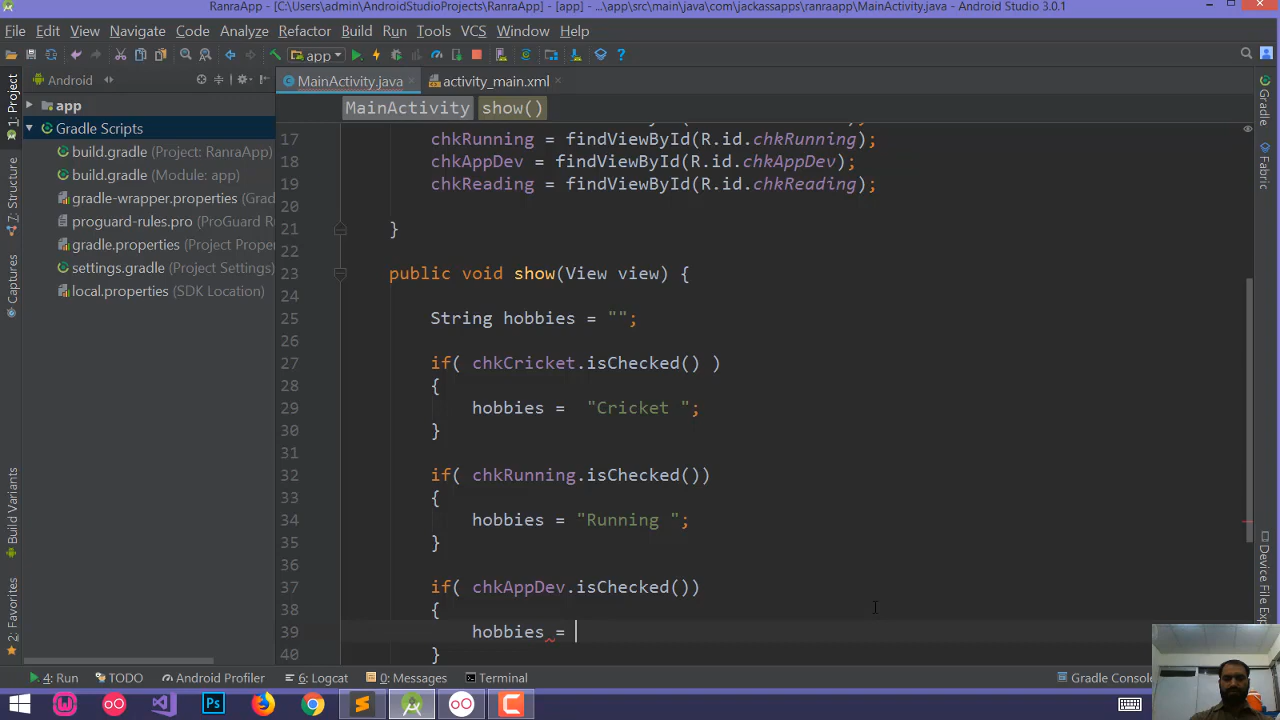 RanraApp - [C:\Users\admin\AndroidStudioProjects\RanraApp] - [app] - ...\app\src\main\java\com\jackassapps\ranraapp\MainActivity.java - Android Studio 3.0.1
File Edit View Navigate Code Analyze Refactor Build Run Tools VCS Window Help
app
Android
MainActivity.java
activity_main.xml
MainActivity
show()
1: Project
7: Structure
Captures
Build Variants
2: Favorites
app
Gradle Scripts
build.gradle (Project: RanraApp)
build.gradle (Module: app)
gradle-wrapper.properties (Grad
proguard-rules.pro (ProGuard Ru
gradle.properties (Project Proper
settings.gradle (Project Settings)
local.properties (SDK Location)
17 chkRunning = findViewById(R.id.chkRunning);
18 chkAppDev = findViewById(R.id.chkAppDev);
19 chkReading = findViewById(R.id.chkReading);
20
21 }
22
23 public void show(View view) {
24
25 String hobbies = "";
26
27 if( chkCricket.isChecked() )
28 {
29 hobbies =  "Cricket ";
30 }
31
32 if( chkRunning.isChecked())
33 {
34 hobbies = "Running ";
35 }
36
37 if( chkAppDev.isChecked())
38 {
39 hobbies =
40 }
Gradle
Fabric
Device File Exp
4: Run TODO Android Profiler 6: Logcat 0: Messages Terminal Gradle Conso